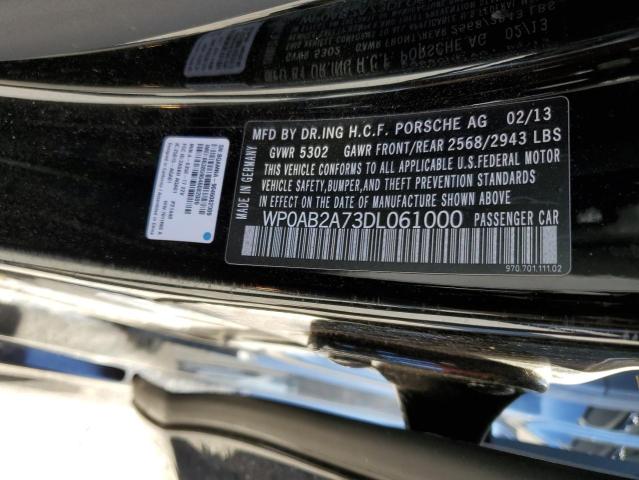 MFD BY DR.ING H.C.F. PORSCHE AG 02/13
GVWR 5302 GAWR FRONT/REAR 2568/2943 LBS
THIS VEHICLE CONFORMS TO ALL APPLICABLE U.S.FEDERAL MOTOR
VEHICLE SAFETY,BUMPER,AND THEFT PREVENTION STANDARDS
IN EFFECT ON THE DATE OF MANUFACTURE SHOWN ABOVE.
WP0AB2A73DL061000 PASSENGER CAR
970.701.111.02
MADE IN GERMANY